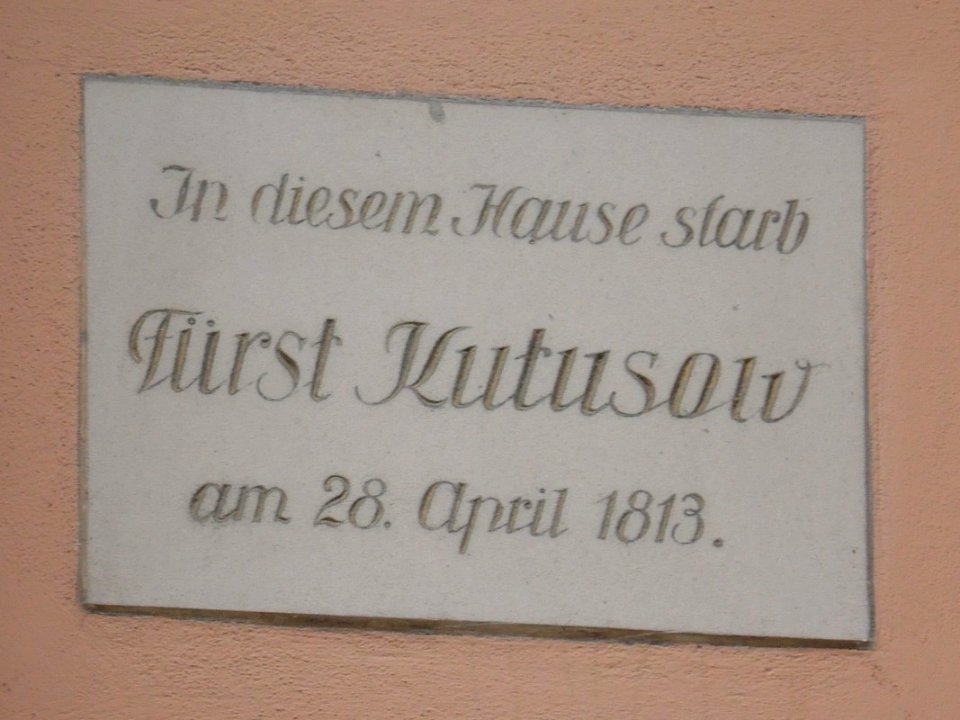 In diesem Hause starb
Fürst Kutusow
am 28. April 1813.